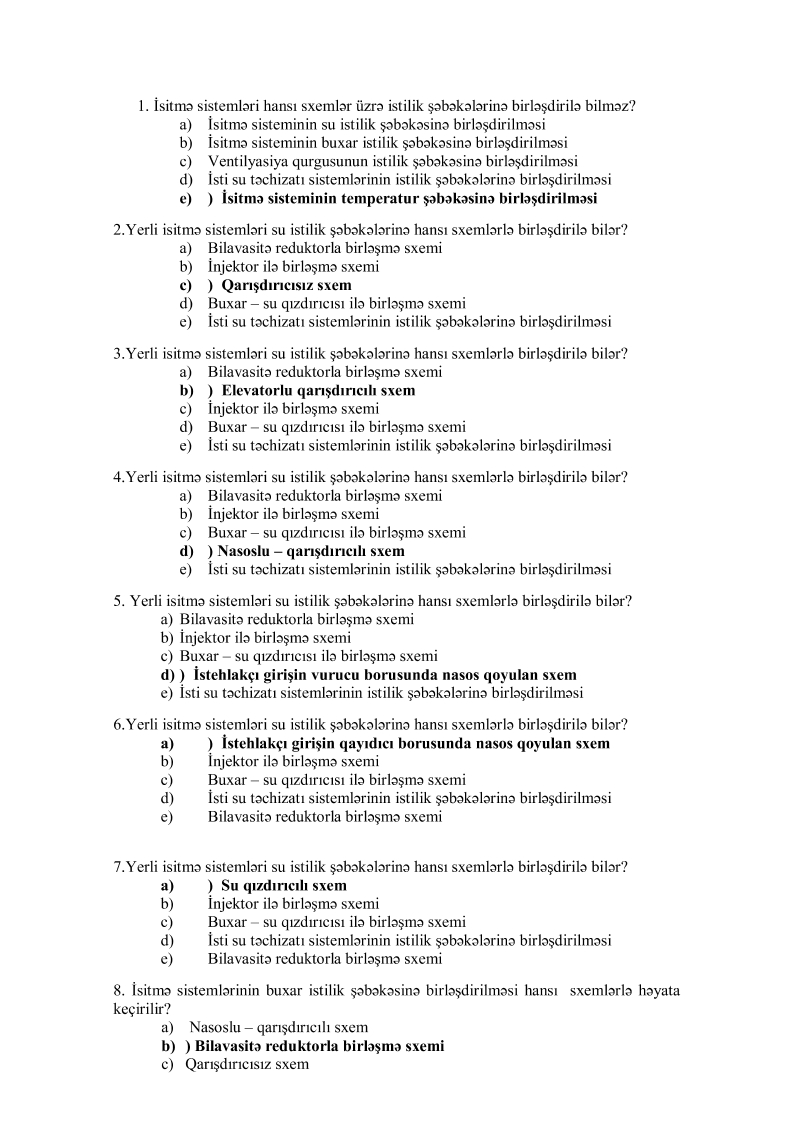 1. İsitmə sistemləri hansı sxemlər üzrə istilik şəbəkələrinə birləşdirilə bilməz?
a) İsitmə sisteminin su istilik şəbəkəsinə birləşdirilməsi
b) İsitmə sisteminin buxar istilik şəbəkəsinə birləşdirilməsi
c) Ventilyasiya qurgusunun istilik şəbəkəsinə birləşdirilməsi
d) İsti su təchizatı sistemlərinin istilik şəbəkələrinə birləşdirilməsi
e) ) İsitmə sisteminin temperatur şəbəkəsinə birləşdirilməsi
2.Yerli isitmə sistemləri su istilik şəbəkələrinə hansı sxemlərlə birləşdirilə bilər?
a) Bilavasitə reduktorla birləşmə sxemi
b) İnjektor ilə birləşmə sxemi
c) ) Qarışdırıcısız sxem
d) Buxar – su qızdırıcısı ilə birləşmə sxemi
e) İsti su təchizatı sistemlərinin istilik şəbəkələrinə birləşdirilməsi
3.Yerli isitmə sistemləri su istilik şəbəkələrinə hansı sxemlərlə birləşdirilə bilər?
a) Bilavasitə reduktorla birləşmə sxemi
b) ) Elevatorlu qarışdırıcılı sxem
c) İnjektor ilə birləşmə sxemi
d) Buxar – su qızdırıcısı ilə birləşmə sxemi
e) İsti su təchizatı sistemlərinin istilik şəbəkələrinə birləşdirilməsi
4.Yerli isitmə sistemləri su istilik şəbəkələrinə hansı sxemlərlə birləşdirilə bilər?
a) Bilavasitə reduktorla birləşmə sxemi
b) İnjektor ilə birləşmə sxemi
c) Buxar – su qızdırıcısı ilə birləşmə sxemi
d) ) Nasoslu – qarışdırıcılı sxem
e) İsti su təchizatı sistemlərinin istilik şəbəkələrinə birləşdirilməsi
5. Yerli isitmə sistemləri su istilik şəbəkələrinə hansı sxemlərlə birləşdirilə bilər?
a) Bilavasitə reduktorla birləşmə sxemi
b) İnjektor ilə birləşmə sxemi
c) Buxar – su qızdırıcısı ilə birləşmə sxemi
d) ) İstehlakçı girişin vurucu borusunda nasos qoyulan sxem
e) İsti su təchizatı sistemlərinin istilik şəbəkələrinə birləşdirilməsi
6.Yerli isitmə sistemləri su istilik şəbəkələrinə hansı sxemlərlə birləşdirilə bilər?
a) ) İstehlakçı girişin qayıdıcı borusunda nasos qoyulan sxem
b) İnjektor ilə birləşmə sxemi
c) Buxar – su qızdırıcısı ilə birləşmə sxemi
d) İsti su təchizatı sistemlərinin istilik şəbəkələrinə birləşdirilməsi
e) Bilavasitə reduktorla birləşmə sxemi
7.Yerli isitmə sistemləri su istilik şəbəkələrinə hansı sxemlərlə birləşdirilə bilər?
a) ) Su qızdırıcılı sxem
b) İnjektor ilə birləşmə sxemi
c) Buxar – su qızdırıcısı ilə birləşmə sxemi
d) İsti su təchizatı sistemlərinin istilik şəbəkələrinə birləşdirilməsi
e) Bilavasitə reduktorla birləşmə sxemi
8. İsitmə sistemlərinin buxar istilik şəbəkəsinə birləşdirilməsi hansı sxemlərlə həyata
keçirilir?
a) Nasoslu – qarışdırıcılı sxem
b) ) Bilavasitə reduktorla birləşmə sxemi
c) Qarışdırıcısız sxem